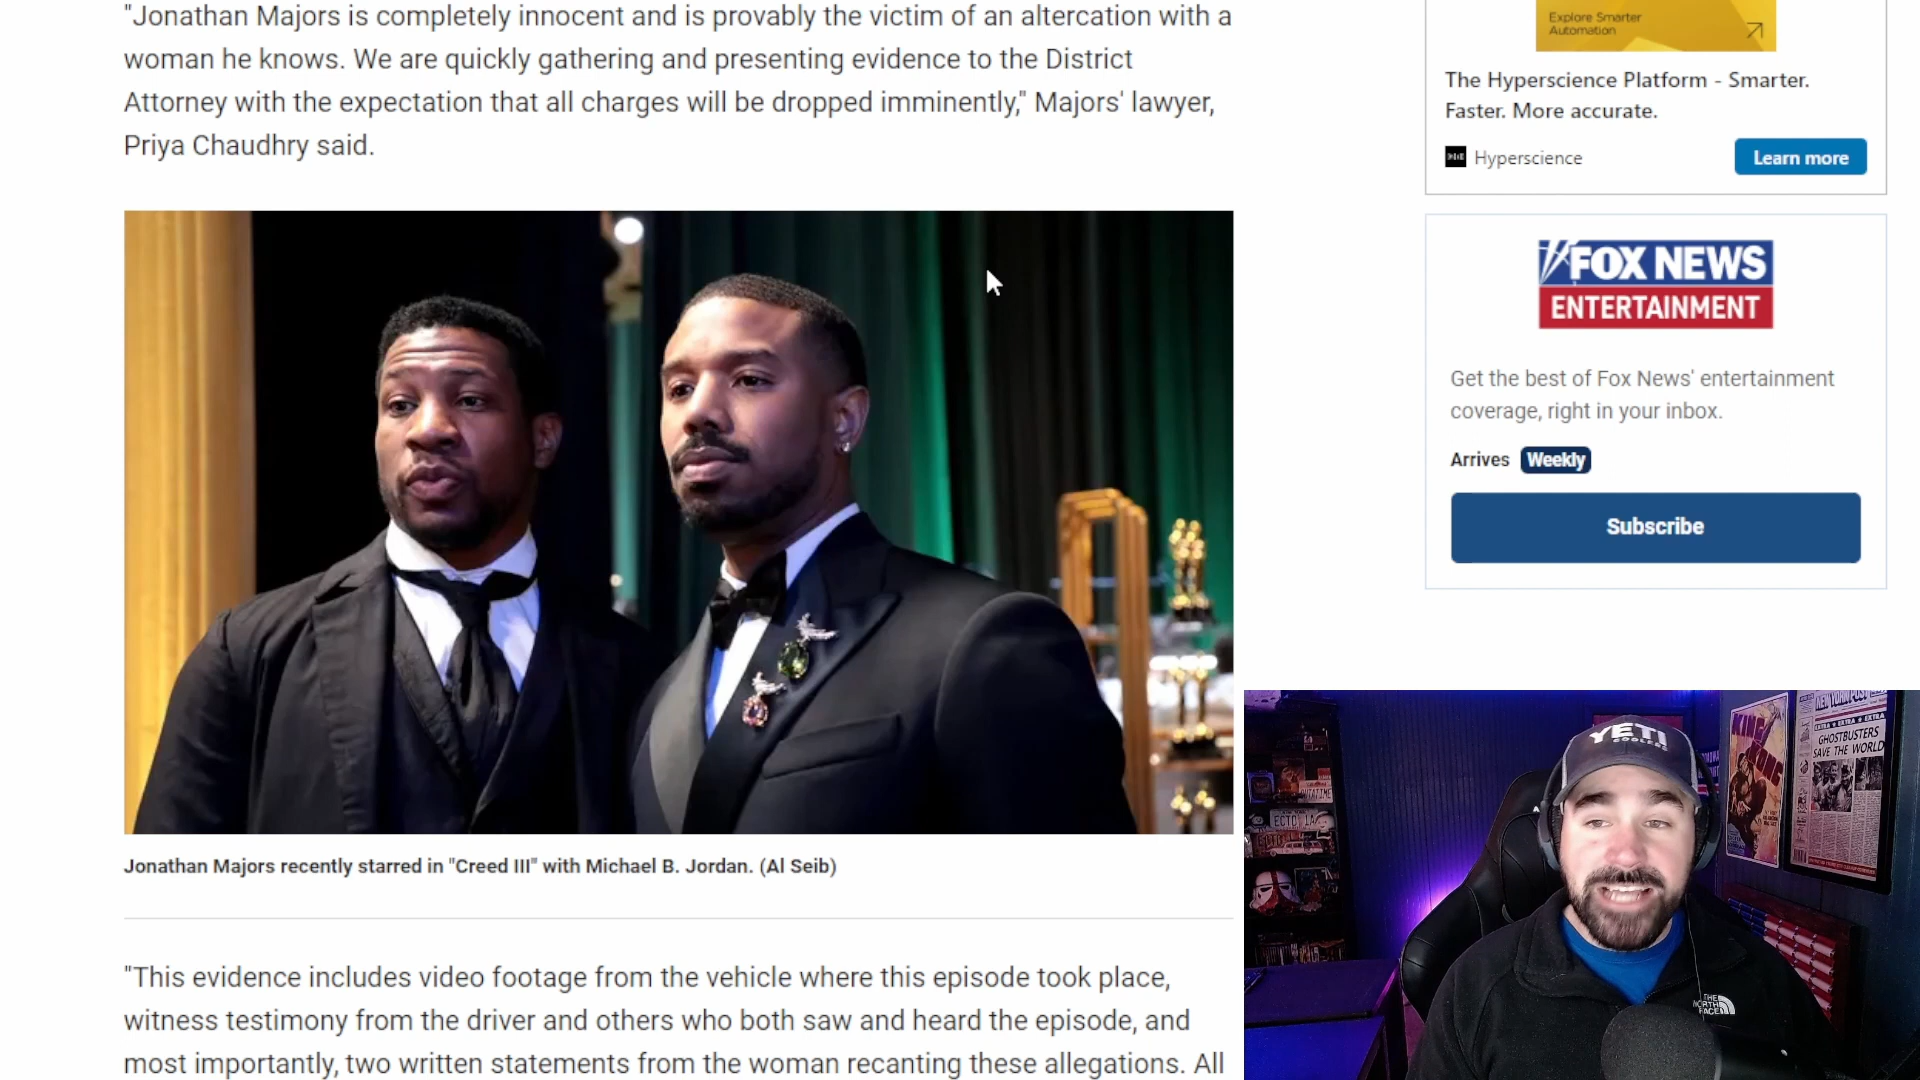 "Jonathan Majors is completely innocent and is provably the victim of an altercation with a
woman he knows. We are quickly gathering and presenting evidence to the District
Attorney with the expectation that all charges will be dropped imminently," Majors' lawyer,
Priya Chaudhry said.
Jonathan Majors recently starred in "Creed III" with Michael B. Jordan. (Al Seib)
"This evidence includes video footage from the vehicle where this episode took place,
witness testimony from the driver and others who both saw and heard the episode, and
most importantly, two written statements from the woman recanting these allegations. All
Explore Smarter
Automation
The Hyperscience Platform - Smarter.
Faster. More accurate.
Hyperscience
Learn more
FOX NEWS
ENTERTAINMENT
Get the best of Fox News' entertainment
coverage, right in your inbox.
Arrives Weekly
Subscribe
YETI
COOLERS
KING
KONG
GHOSTBUSTERS
SAVE THE WORLD
THE
NORTH
FACE